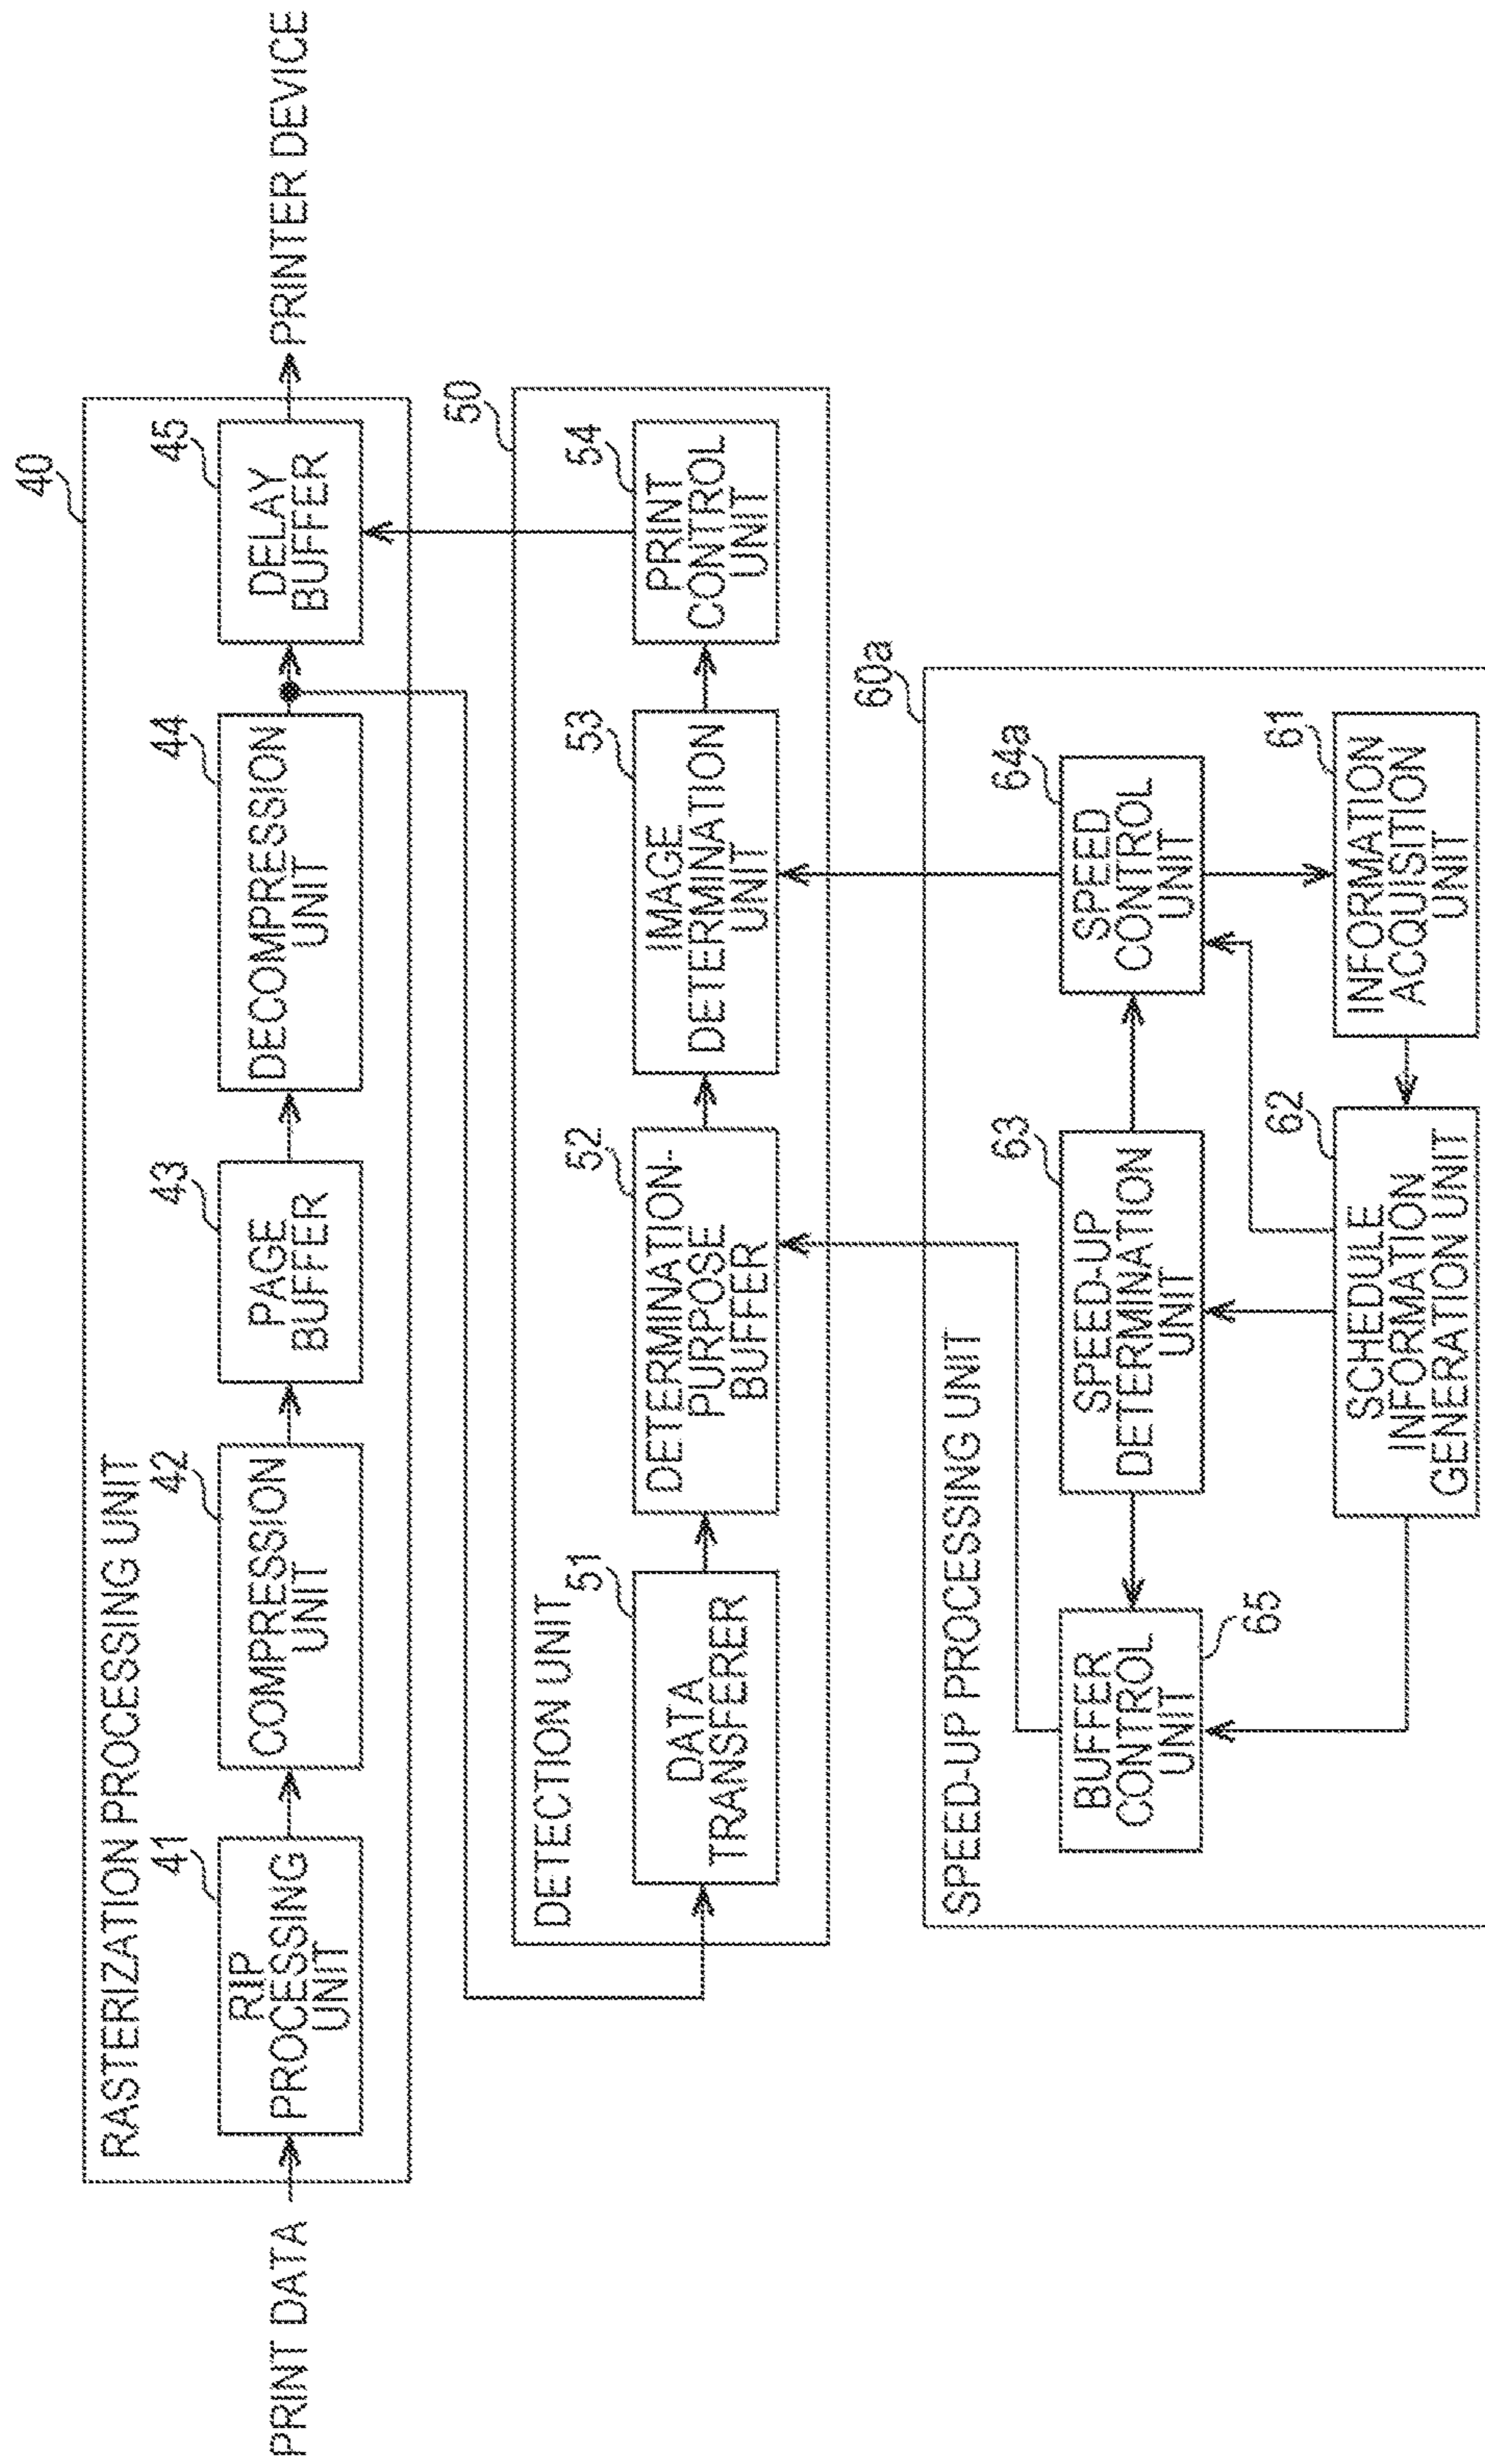 PRINT DATA
40
RASTERIZATION PROCESSING UNIT
41
RIP
PROCESSING
UNIT
42
COMPRESSION
UNIT
43
PAGE
BUFFER
44
DECOMPRESSION
UNIT
45
DELAY
BUFFER
PRINTER DEVICE
50
DETECTION UNIT
51
DATA
TRANSFERER
52
DETERMINATION-
PURPOSE
BUFFER
53
IMAGE
DETERMINATION
UNIT
54
PRINT
CONTROL
UNIT
60a
SPEED-UP PROCESSING UNIT
BUFFER
CONTROL
UNIT
65
63
SPEED-UP
DETERMINATION
UNIT
64a
SPEED
CONTROL
UNIT
62
SCHEDULE
INFORMATION
GENERATION UNIT
61
INFORMATION
ACQUISITION
UNIT